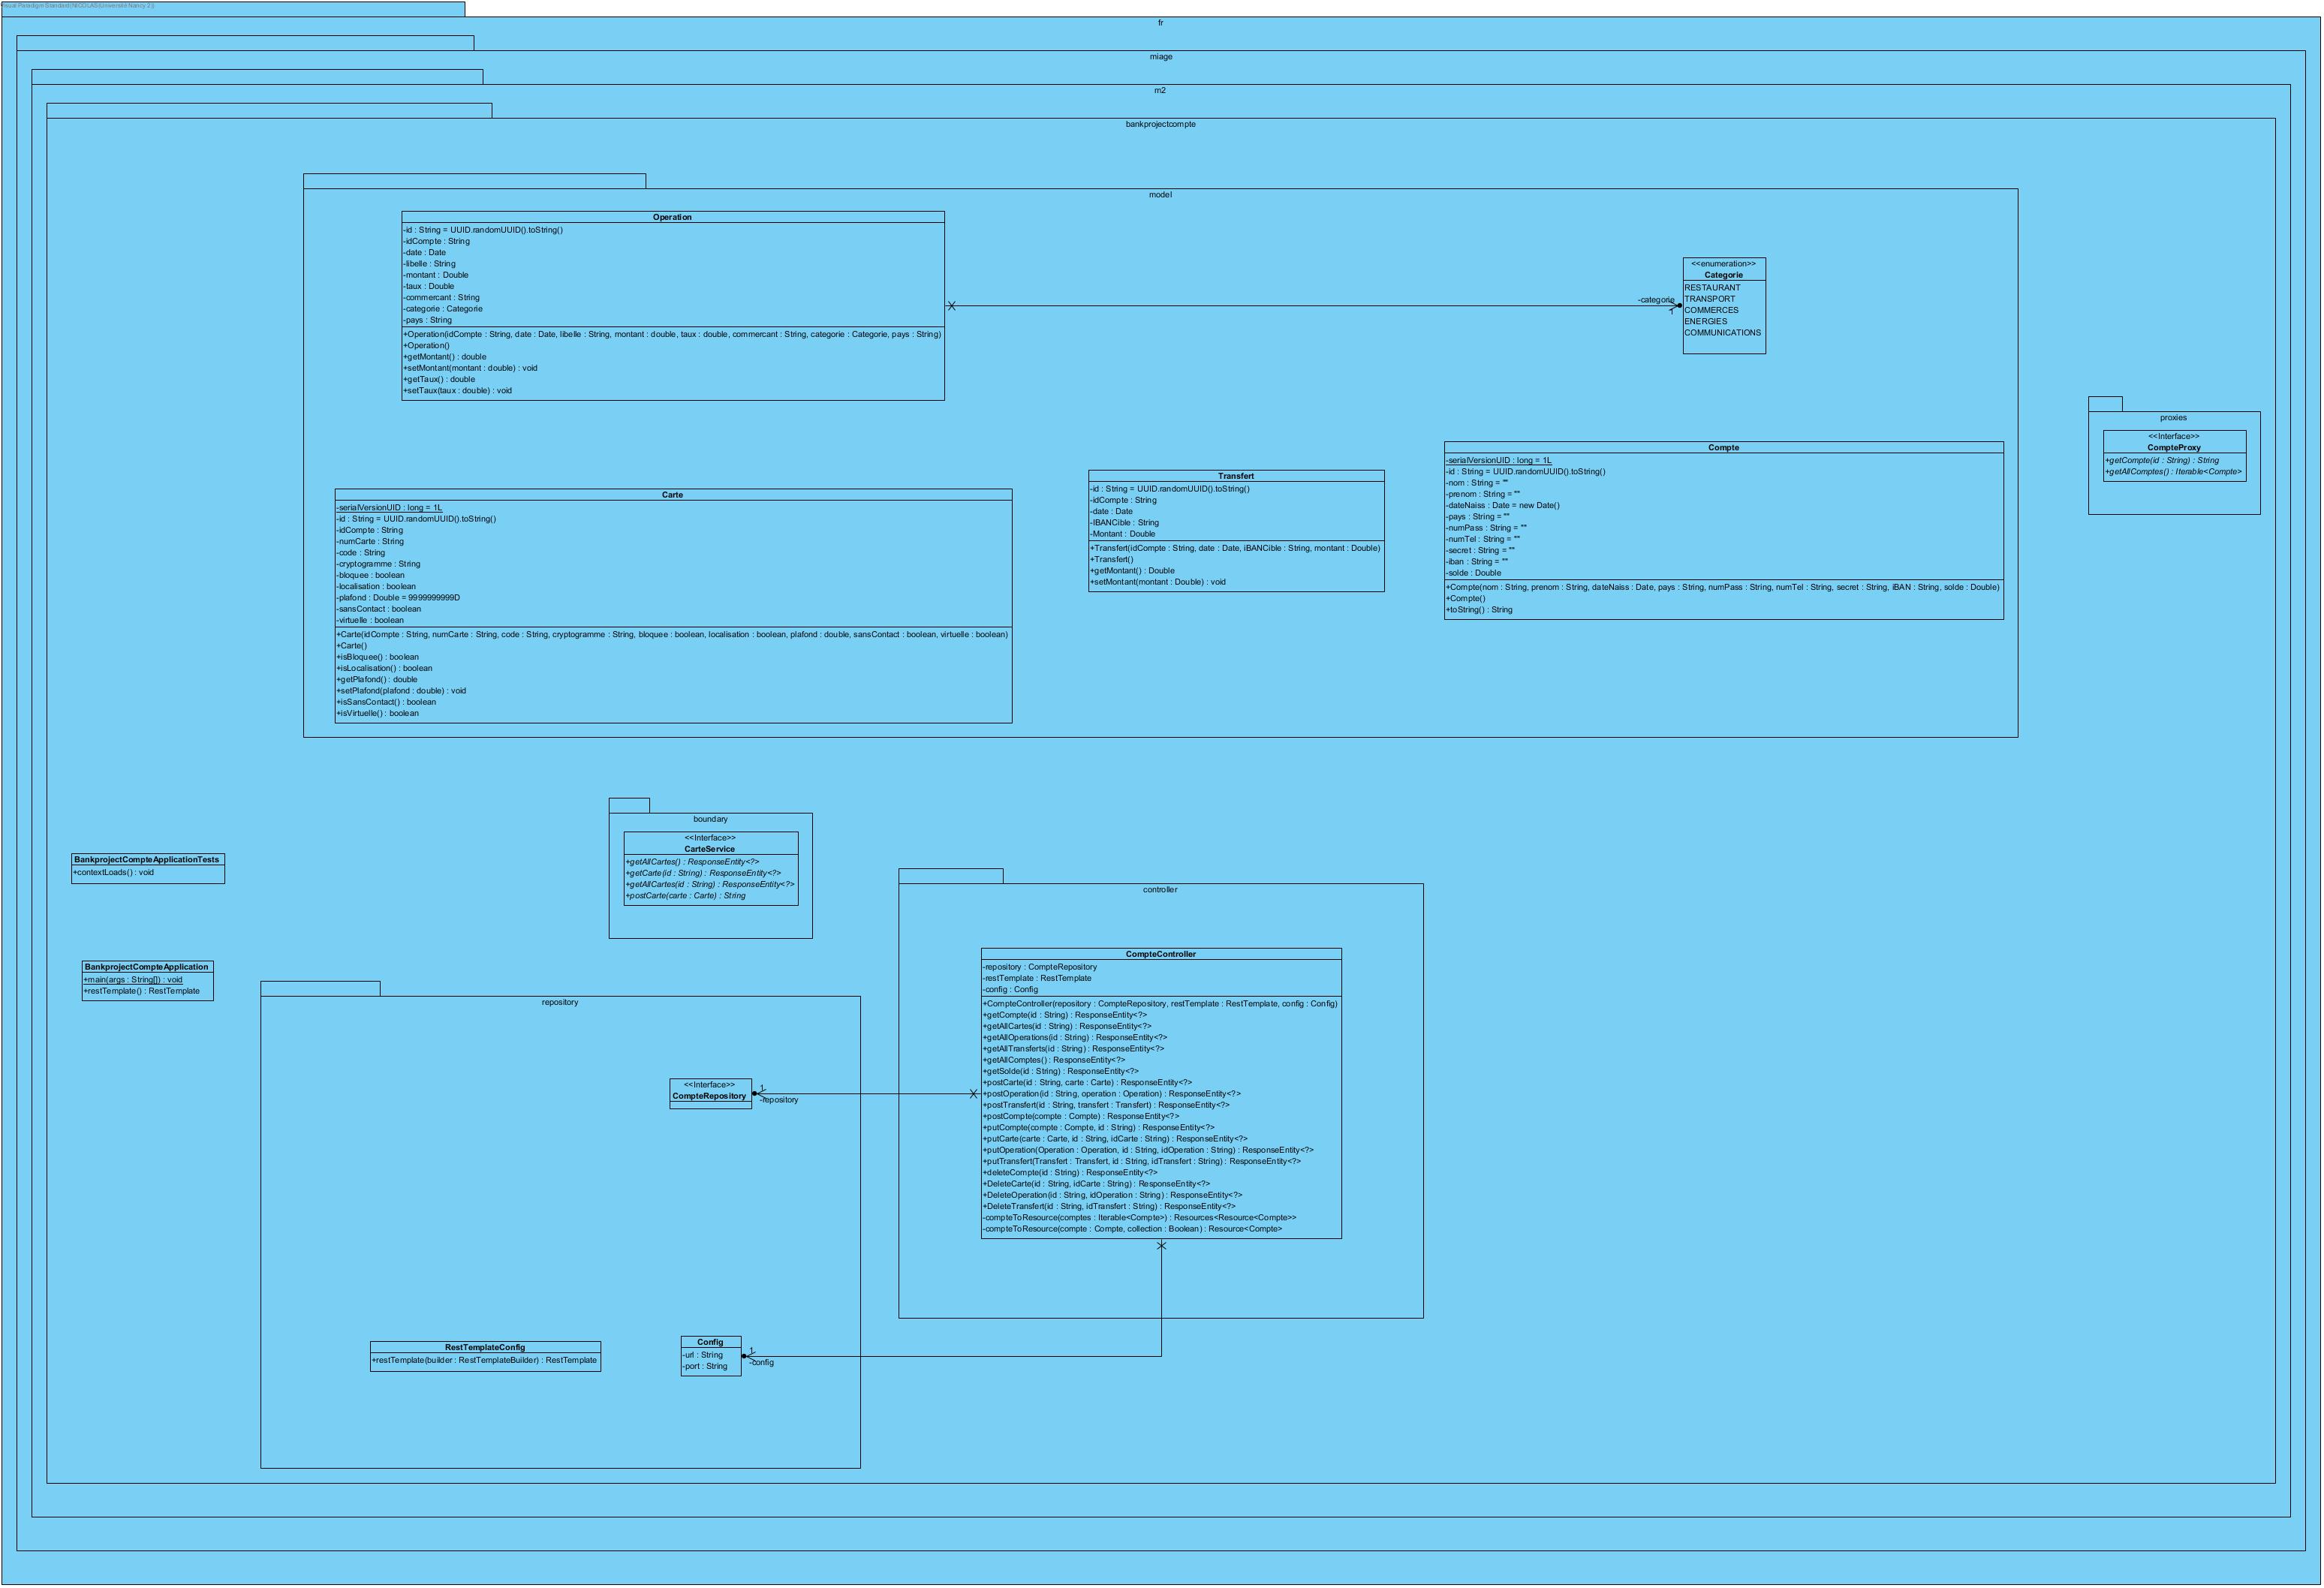 Visual Paradigm Standard(NICOLAS(Université Nancy 2))
fr
miage
m2
bankprojectcompte
model
Operation
-id : String = UUID.randomUUID().toString()
-idCompte : String
-date : Date
-libelle : String
-montant : Double
-taux : Double
-commercant : String
-categorie : Categorie
-pays : String
+Operation(idCompte : String, date : Date, libelle : String, montant : double, taux : double, commercant : String, categorie : Categorie, pays : String)
+Operation()
+getMontant() : double
+setMontant(montant : double) : void
+getTaux() : double
+setTaux(taux : double) : void
-categorie
1
<<enumeration>>
Categorie
RESTAURANT
TRANSPORT
COMMERCES
ENERGIES
COMMUNICATIONS
proxies
<<Interface>>
CompteProxy
+getCompte(id : String) : String
+getAllComptes() : Iterable<Compte>
Carte
-serialVersionUID : long = 1L
-id : String = UUID.randomUUID().toString()
-idCompte : String
-numCarte : String
-code : String
-cryptogramme : String
-bloquee : boolean
-localisation : boolean
-plafond : Double = 9999999999D
-sansContact : boolean
-virtuelle : boolean
+Carte(idCompte : String, numCarte : String, code : String, cryptogramme : String, bloquee : boolean, localisation : boolean, plafond : double, sansContact : boolean, virtuelle : boolean)
+Carte()
+isBloquee() : boolean
+isLocalisation() : boolean
+getPlafond() : double
+setPlafond(plafond : double) : void
+isSansContact() : boolean
+isVirtuelle() : boolean
Transfert
-id : String = UUID.randomUUID().toString()
-idCompte : String
-date : Date
-IBANCible : String
-Montant : Double
+Transfert(idCompte : String, date : Date, iBANCible : String, montant : Double)
+Transfert()
+getMontant() : Double
+setMontant(montant : Double) : void
Compte
-serialVersionUID : long = 1L
-id : String = UUID.randomUUID().toString()
-nom : String = ""
-prenom : String = ""
-dateNaiss : Date = new Date()
-pays : String = ""
-numPass : String = ""
-numTel : String = ""
-secret : String = ""
-iban : String = ""
-solde : Double
+Compte(nom : String, prenom : String, dateNaiss : Date, pays : String, numPass : String, numTel : String, secret : String, iBAN : String, solde : Double)
+Compte()
+toString() : String
boundary
<<Interface>>
CarteService
+getAllCartes() : ResponseEntity<?>
+getCarte(id : String) : ResponseEntity<?>
+getAllCartes(id : String) : ResponseEntity<?>
+postCarte(carte : Carte) : String
BankprojectCompteApplicationTests
+contextLoads() : void
BankprojectCompteApplication
+main(args : String[]) : void
+restTemplate() : RestTemplate
controller
CompteController
-repository : CompteRepository
-restTemplate : RestTemplate
-config : Config
+CompteController(repository : CompteRepository, restTemplate : RestTemplate, config : Config)
+getCompte(id : String) : ResponseEntity<?>
+getAllCartes(id : String) : ResponseEntity<?>
+getAllOperations(id : String) : ResponseEntity<?>
+getAllTransferts(id : String) : ResponseEntity<?>
+getAllComptes() : ResponseEntity<?>
+getSolde(id : String) : ResponseEntity<?>
+postCarte(id : String, carte : Carte) : ResponseEntity<?>
+postOperation(id : String, operation : Operation) : ResponseEntity<?>
+postTransfert(id : String, transfert : Transfert) : ResponseEntity<?>
+postCompte(compte : Compte) : ResponseEntity<?>
+putCompte(compte : Compte, id : String) : ResponseEntity<?>
+putCarte(carte : Carte, id : String, idCarte : String) : ResponseEntity<?>
+putOperation(Operation : Operation, id : String, idOperation : String) : ResponseEntity<?>
+putTransfert(Transfert : Transfert, id : String, idTransfert : String) : ResponseEntity<?>
+deleteCompte(id : String) : ResponseEntity<?>
+DeleteCarte(id : String, idCarte : String) : ResponseEntity<?>
+DeleteOperation(id : String, idOperation : String) : ResponseEntity<?>
+DeleteTransfert(id : String, idTransfert : String) : ResponseEntity<?>
-compteToResource(comptes : Iterable<Compte>) : Resources<Resource<Compte>>
-compteToResource(compte : Compte, collection : Boolean) : Resource<Compte>
repository
<<Interface>>
CompteRepository
1
-repository
RestTemplateConfig
+restTemplate(builder : RestTemplateBuilder) : RestTemplate
Config
-url : String
-port : String
1
-config